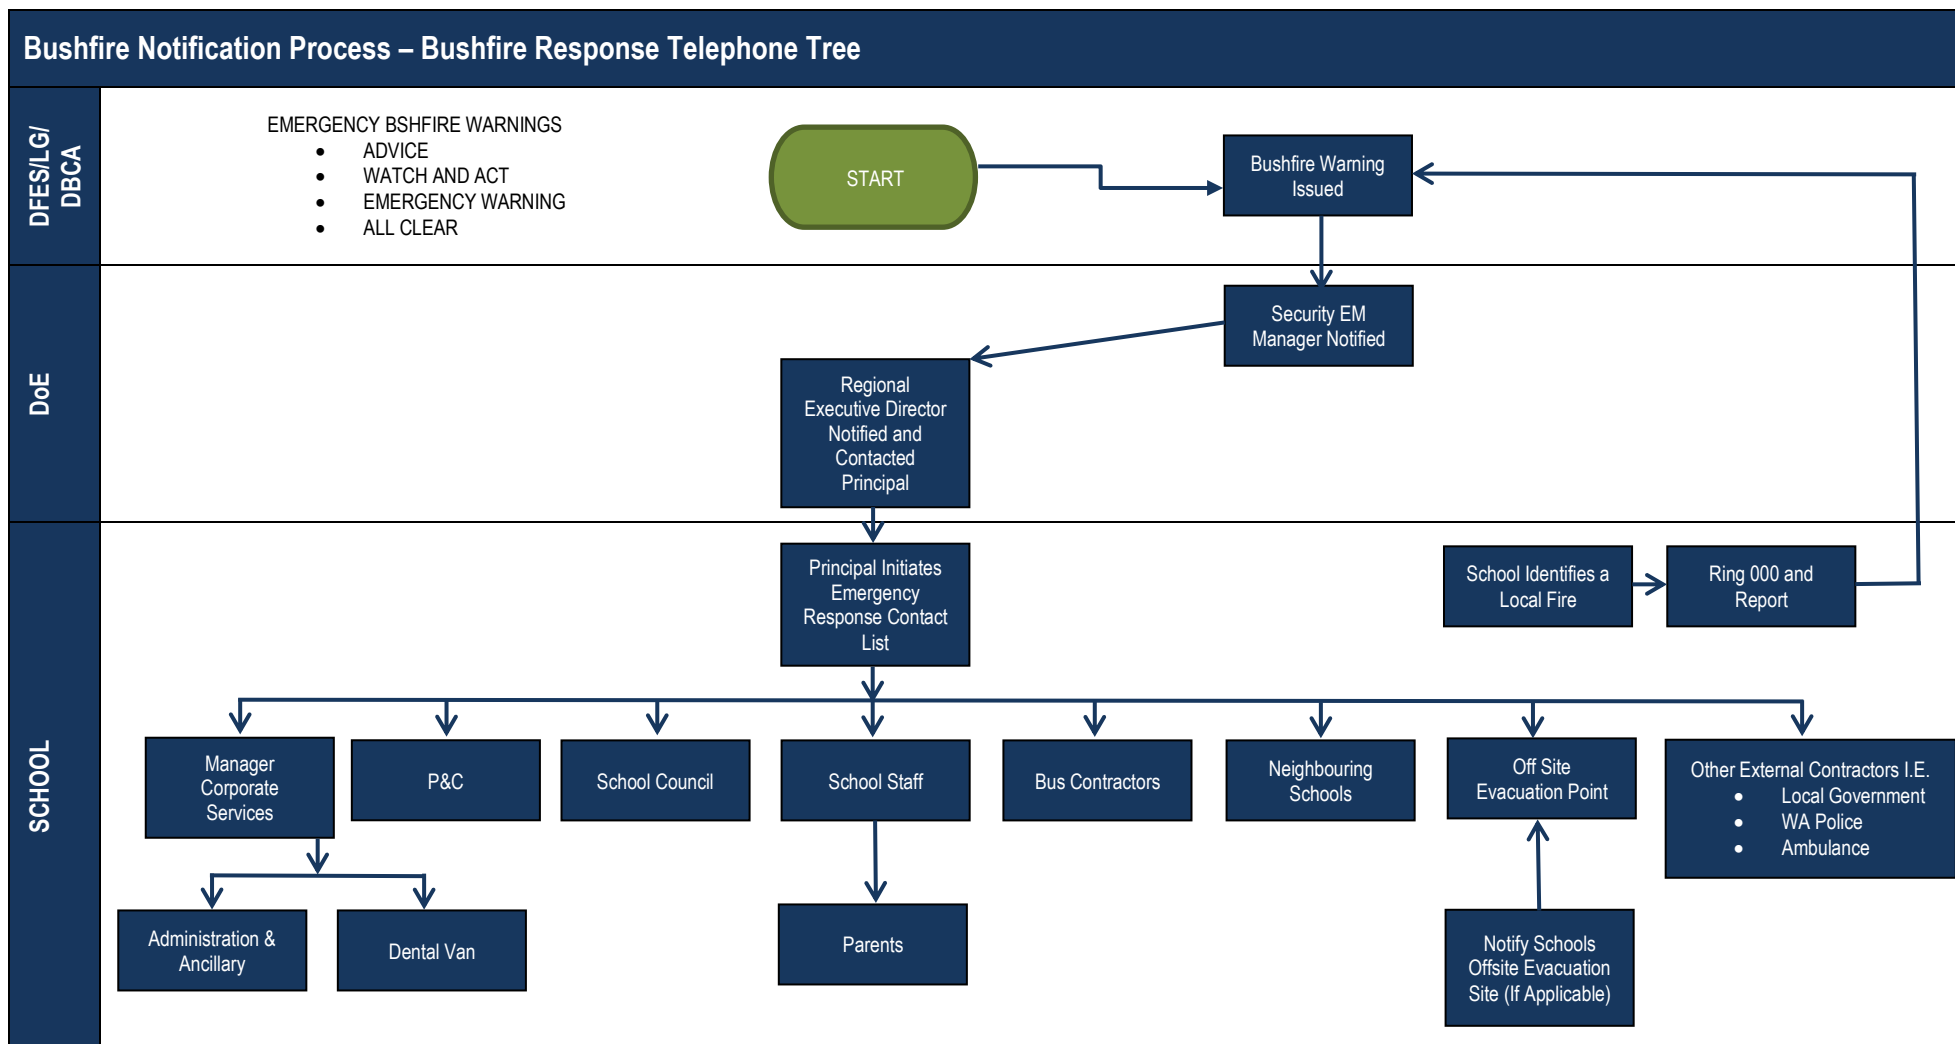 Bushfire Notification Process – Bushfire Response Telephone Tree
DFES/LG/
DBCA
EMERGENCY BSHFIRE WARNINGS
• ADVICE
• WATCH AND ACT
• EMERGENCY WARNING
• ALL CLEAR
START
Bushfire Warning
Issued
DoE
Security EM
Manager Notified
Regional
Executive Director
Notified and
Contacted
Principal
SCHOOL
Principal Initiates
Emergency
Response Contact
List
School Identifies a
Local Fire
Ring 000 and
Report
Manager
Corporate
Services
P&C
School Council
School Staff
Bus Contractors
Neighbouring
Schools
Off Site
Evacuation Point
Other External Contractors I.E.
• Local Government
• WA Police
• Ambulance
Administration &
Ancillary
Dental Van
Parents
Notify Schools
Offsite Evacuation
Site (If Applicable)